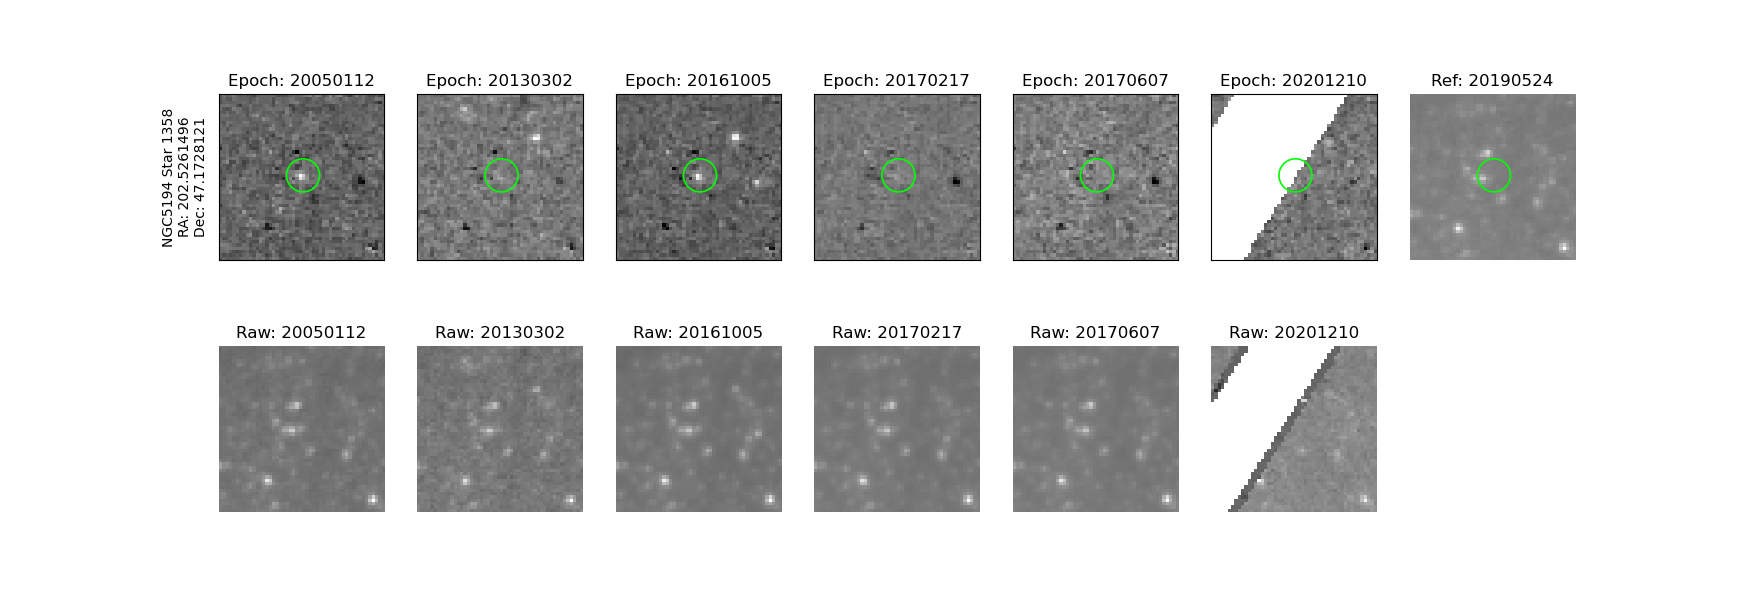 NGC5194 Star 1358
RA: 202.5261496
Dec: 47.1728121
Epoch: 20050112
Epoch: 20130302
Epoch: 20161005
Epoch: 20170217
Epoch: 20170607
Epoch: 20201210
Ref: 20190524
Raw: 20050112
Raw: 20130302
Raw: 20161005
Raw: 20170217
Raw: 20170607
Raw: 20201210